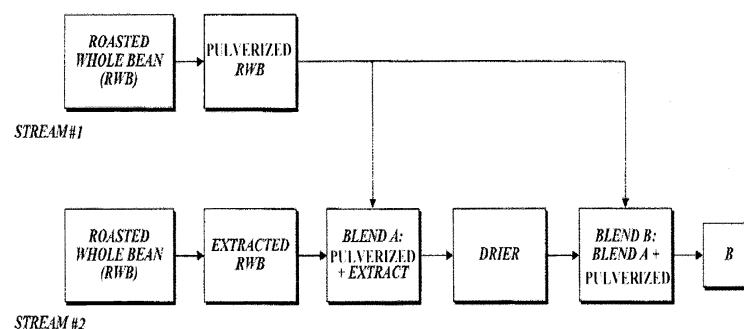 ROASTED
WHOLE BEAN
(RWB)
PULVERIZED
RWB
STREAM #1
ROASTED
WHOLE BEAN
(RWB)
EXTRACTED
RWB
BLEND A:
PULVERIZED
+ EXTRACT
DRIER
BLEND B:
BLEND A +
PULVERIZED
B
STREAM #2